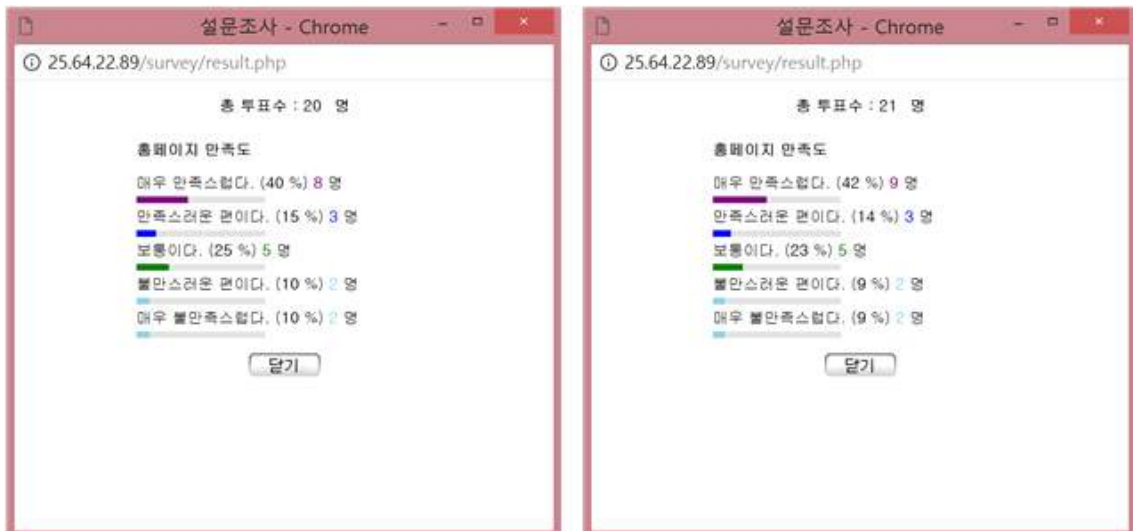 설문조사 - Chrome
25.64.22.89/survey/result.php
총 투표수 : 20 명
홈페이지 만족도
매우 만족스럽다. (40 %) 8 명
만족스러운 편이다. (15 %) 3 명
보통이다. (25 %) 5 명
불만스러운 편이다. (10 %) 2 명
매우 불만족스럽다. (10 %) 2 명
닫기
설문조사 - Chrome
25.64.22.89/survey/result.php
총 투표수 : 21 명
홈페이지 만족도
매우 만족스럽다. (42 %) 9 명
만족스러운 편이다. (14 %) 3 명
보통이다. (23 %) 5 명
불만스러운 편이다. (9 %) 2 명
매우 불만족스럽다. (9 %) 2 명
닫기